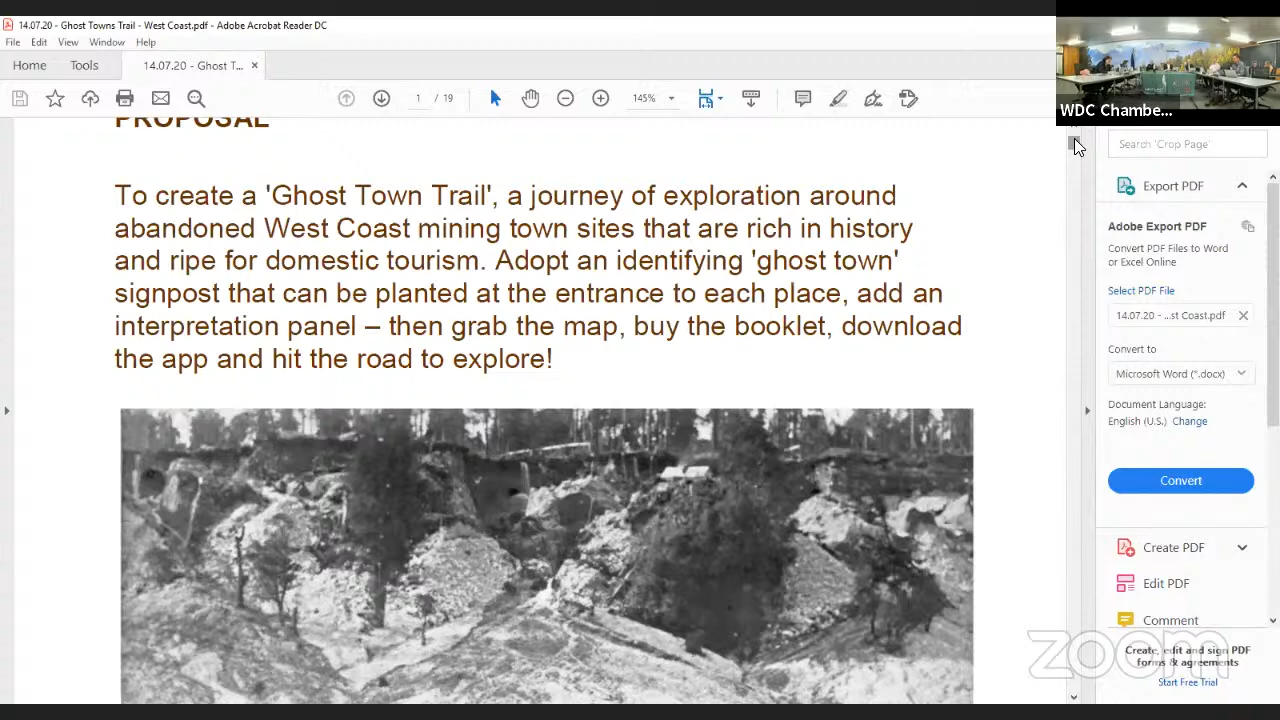 14.07.20 - Ghost Towns Trail - West Coast.pdf - Adobe Acrobat Reader DC
File Edit View Window Help
Home Tools 14.07.20 - Ghost T... ×
1 / 19 145%
WDC Chambe...
PROPOSAL
To create a 'Ghost Town Trail', a journey of exploration around
abandoned West Coast mining town sites that are rich in history
and ripe for domestic tourism. Adopt an identifying 'ghost town'
signpost that can be planted at the entrance to each place, add an
interpretation panel – then grab the map, buy the booklet, download
the app and hit the road to explore!
Search 'Crop Page'
Export PDF
Adobe Export PDF
Convert PDF Files to Word
or Excel Online
Select PDF File
14.07.20 - ...st Coast.pdf
Convert to
Microsoft Word (*.docx)
Document Language:
English (U.S.) Change
Convert
Create PDF
Edit PDF
Comment
Create, edit and sign PDF
forms & agreements
Start Free Trial
zoom